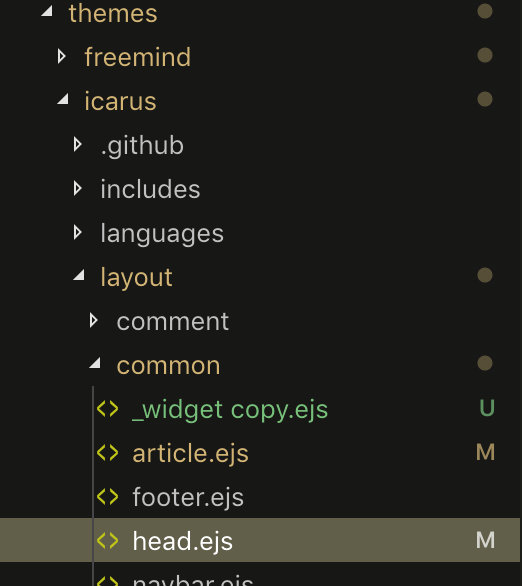 themes
freemind
icarus
.github
includes
languages
layout
comment
common
_widget copy.ejs U
article.ejs M
footer.ejs
head.ejs M
navbar.ejs